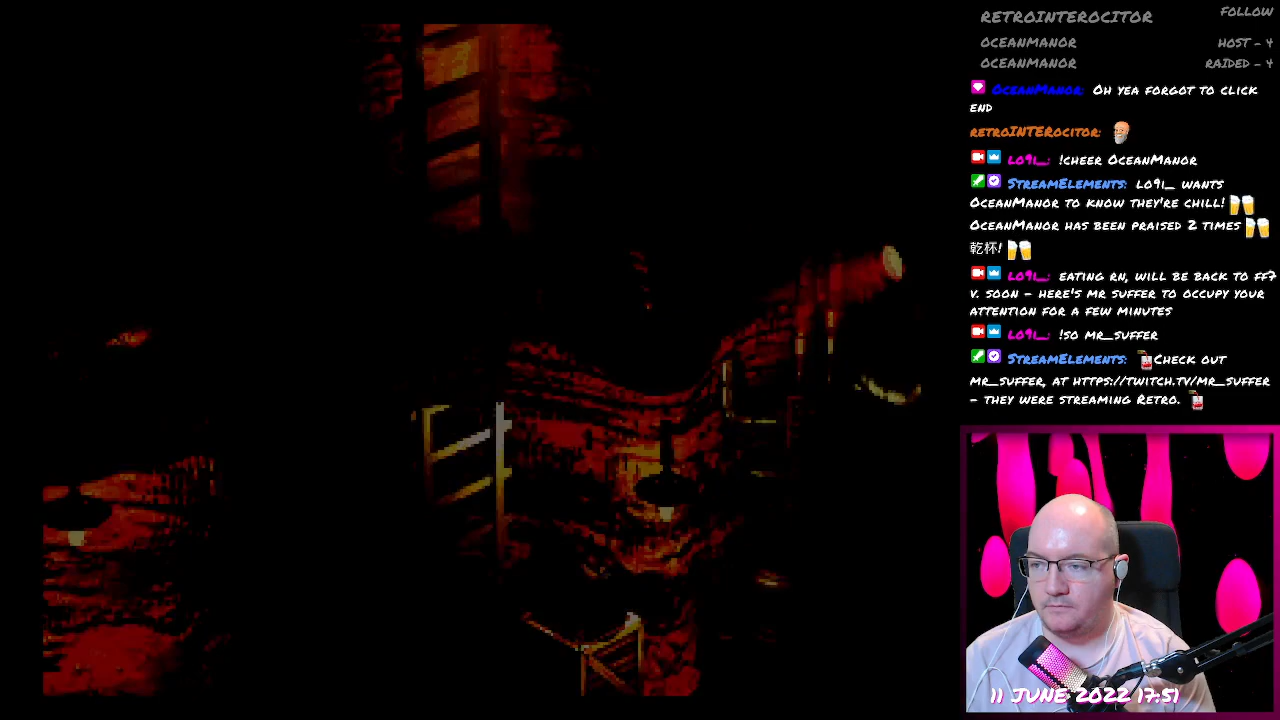 RETROINTEROCITOR FOLLOW
OCEANMANOR HOST - 4
OCEANMANOR RAIDED - 4
OceanManor: Oh yea forgot to click
end
retroINTERocitor:
lo9i_: !cheer OceanManor
StreamElements: lo9i_ wants
OceanManor to know they're chill!
OceanManor has been praised 2 times
乾杯!
lo9i_: eating rn, will be back to ff7
v. soon - here's mr suffer to occupy your
attention for a few minutes
lo9i_: !so mr_suffer
StreamElements: Check out
mr_suffer, at https://twitch.tv/mr_suffer
- they were streaming Retro.
11 JUNE 2022 17:51